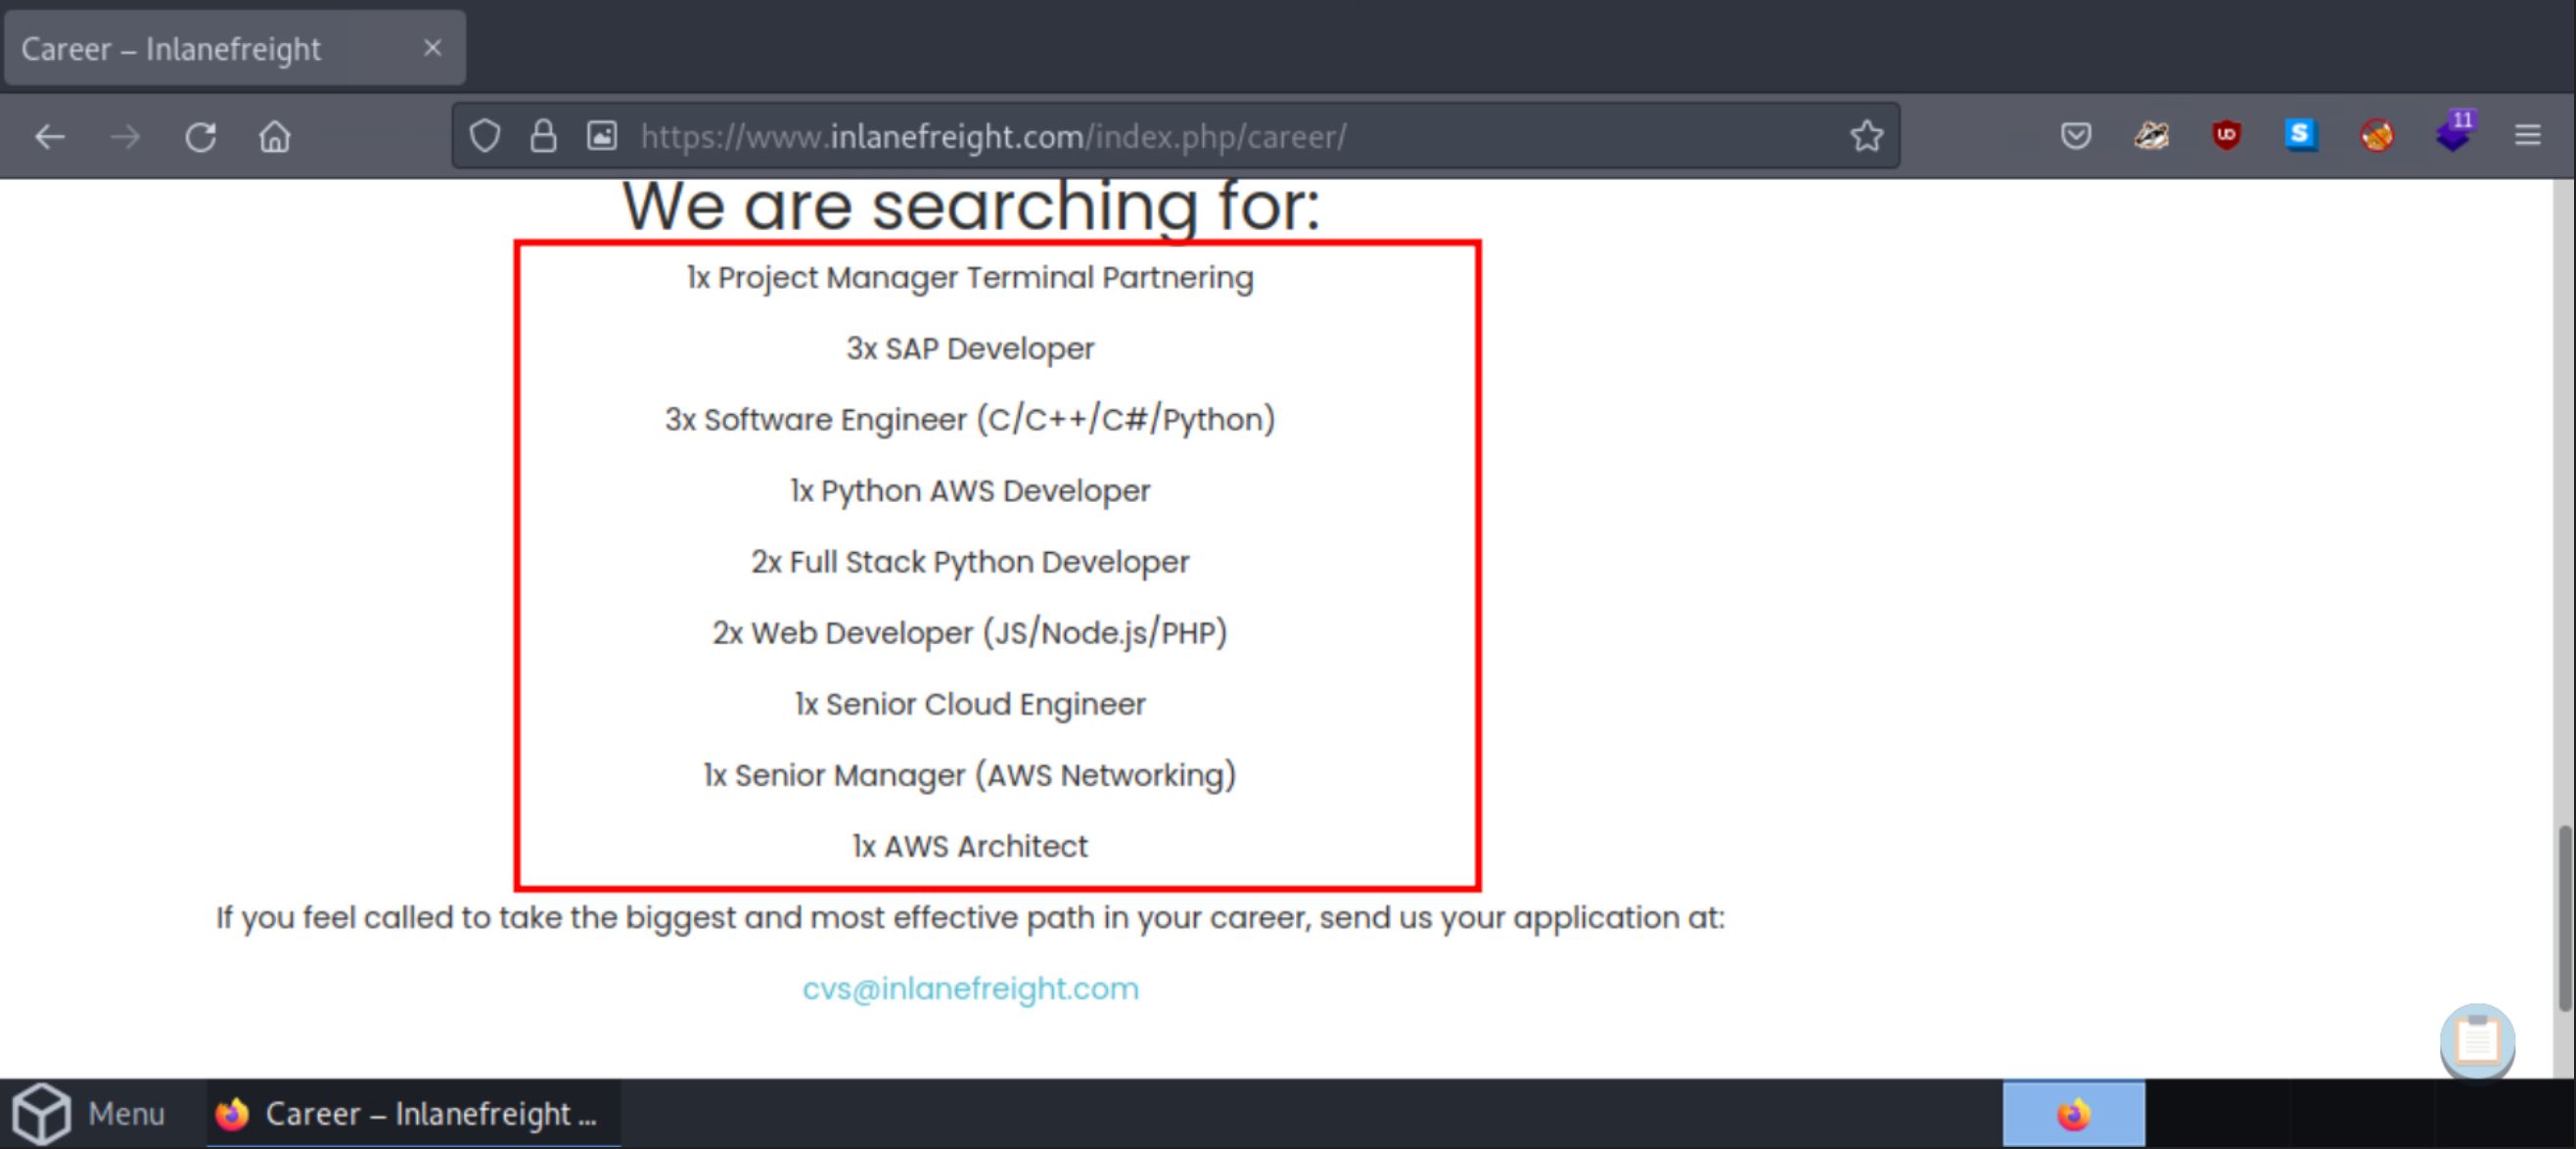 Career – Inlanefreight
https://www.inlanefreight.com/index.php/career/
11
We are searching for:
1x Project Manager Terminal Partnering
3x SAP Developer
3x Software Engineer (C/C++/C#/Python)
1x Python AWS Developer
2x Full Stack Python Developer
2x Web Developer (JS/Node.js/PHP)
1x Senior Cloud Engineer
1x Senior Manager (AWS Networking)
1x AWS Architect
If you feel called to take the biggest and most effective path in your career, send us your application at:
cvs@inlanefreight.com
Menu
Career – Inlanefreight ...